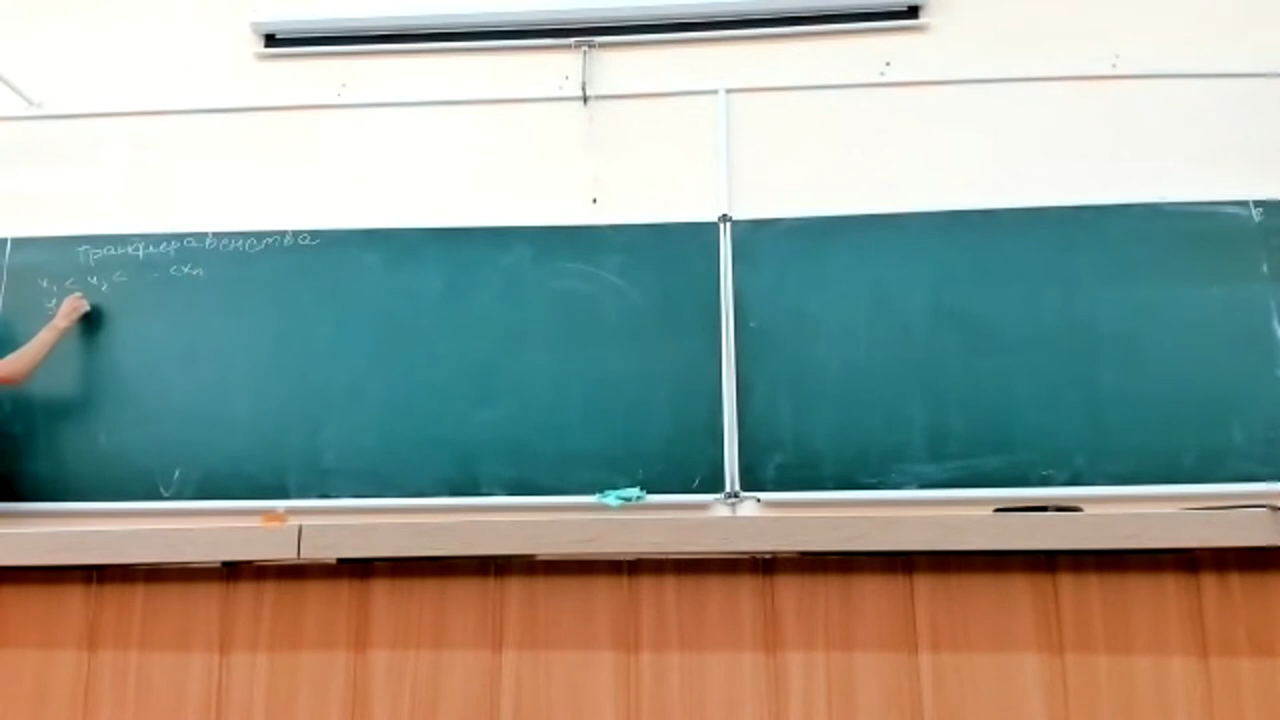 Транснеравенства
x₁ < x₂ < . . < xₙ